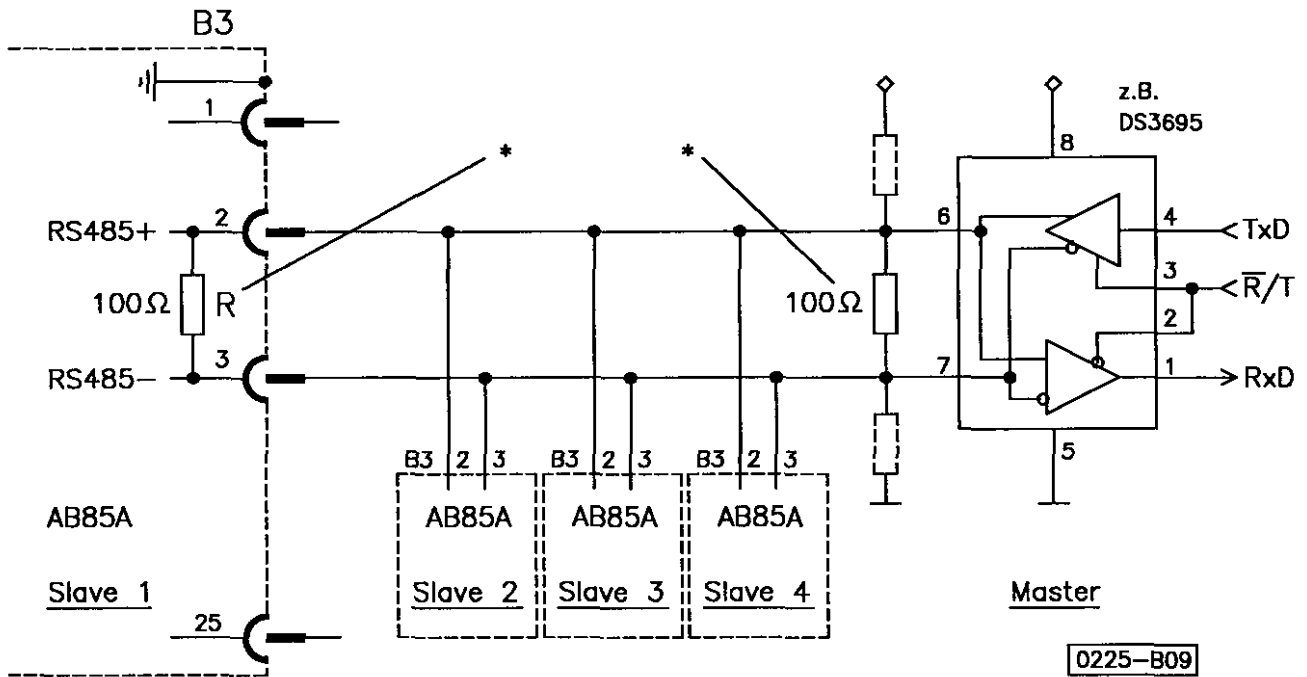 B3
1
*
*
z.B.
DS3695
8
RS485+
2
6
4
TxD
100Ω
R
100Ω
3
R̅/T
2
RS485−
3
7
1
RxD
B3 2 3
B3 2 3
B3 2 3
5
AB85A
AB85A
AB85A
AB85A
Slave 1
Slave 2
Slave 3
Slave 4
Master
25
0225−B09